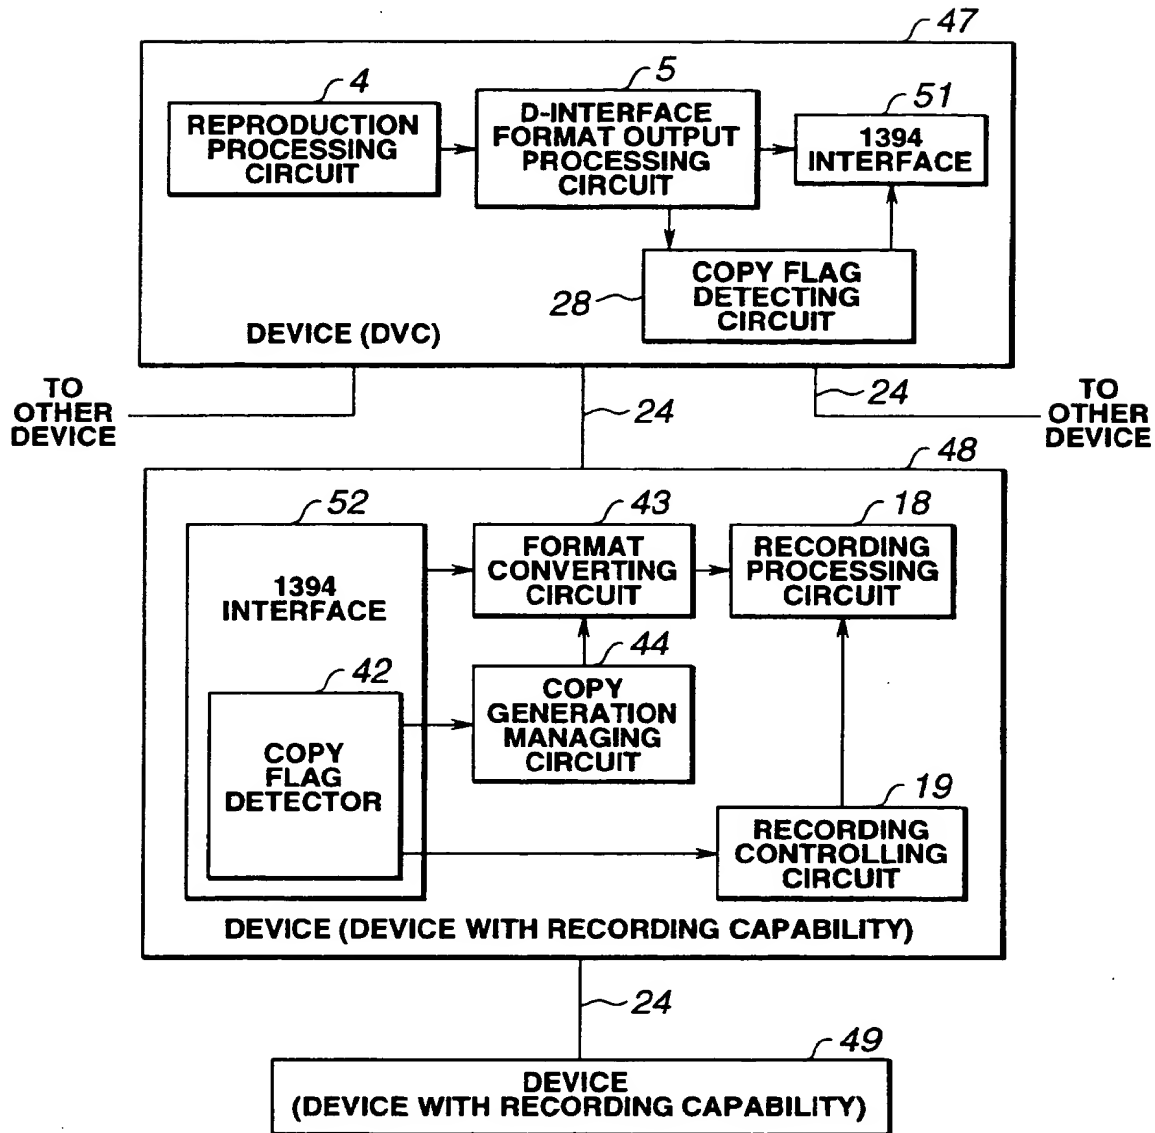 47
4
REPRODUCTION
PROCESSING
CIRCUIT
5
D-INTERFACE
FORMAT OUTPUT
PROCESSING
CIRCUIT
51
1394
INTERFACE
28
COPY FLAG
DETECTING
CIRCUIT
DEVICE (DVC)
TO
OTHER
DEVICE
24
24
TO
OTHER
DEVICE
48
52
1394
INTERFACE
43
FORMAT
CONVERTING
CIRCUIT
18
RECORDING
PROCESSING
CIRCUIT
42
COPY
FLAG
DETECTOR
44
COPY
GENERATION
MANAGING
CIRCUIT
19
RECORDING
CONTROLLING
CIRCUIT
DEVICE (DEVICE WITH RECORDING CAPABILITY)
24
49
DEVICE
(DEVICE WITH RECORDING CAPABILITY)